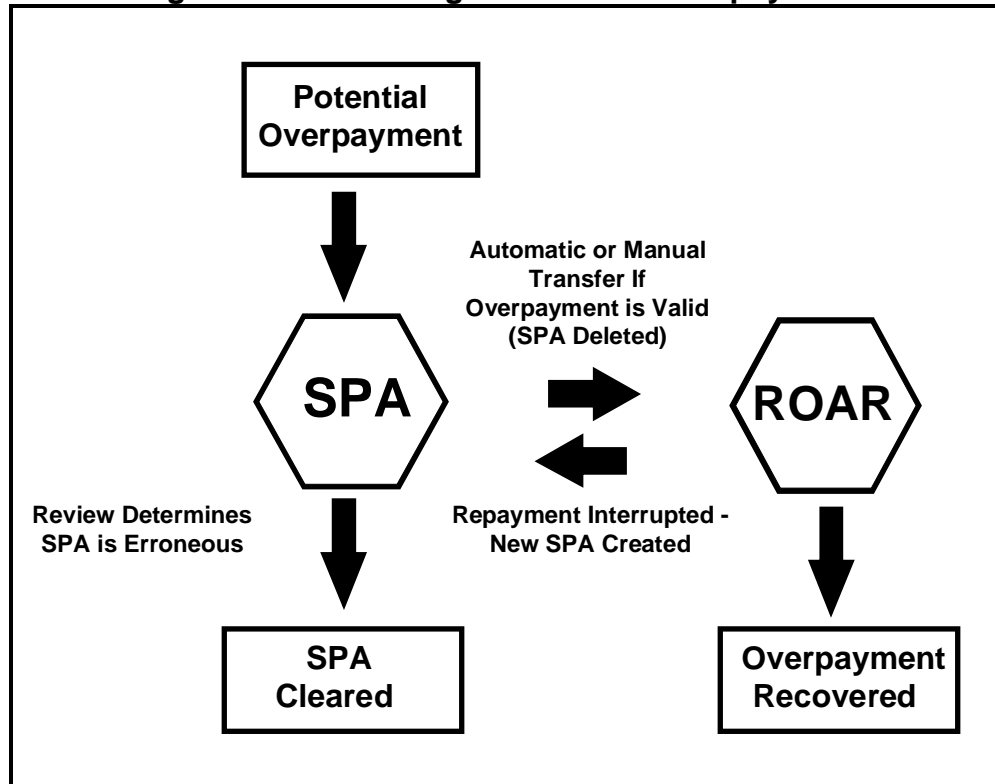 Potential
Overpayment
Automatic or Manual
Transfer If
Overpayment is Valid
(SPA Deleted)
SPA
ROAR
Review Determines
SPA is Erroneous
Repayment Interrupted -
New SPA Created
SPA
Cleared
Overpayment
Recovered